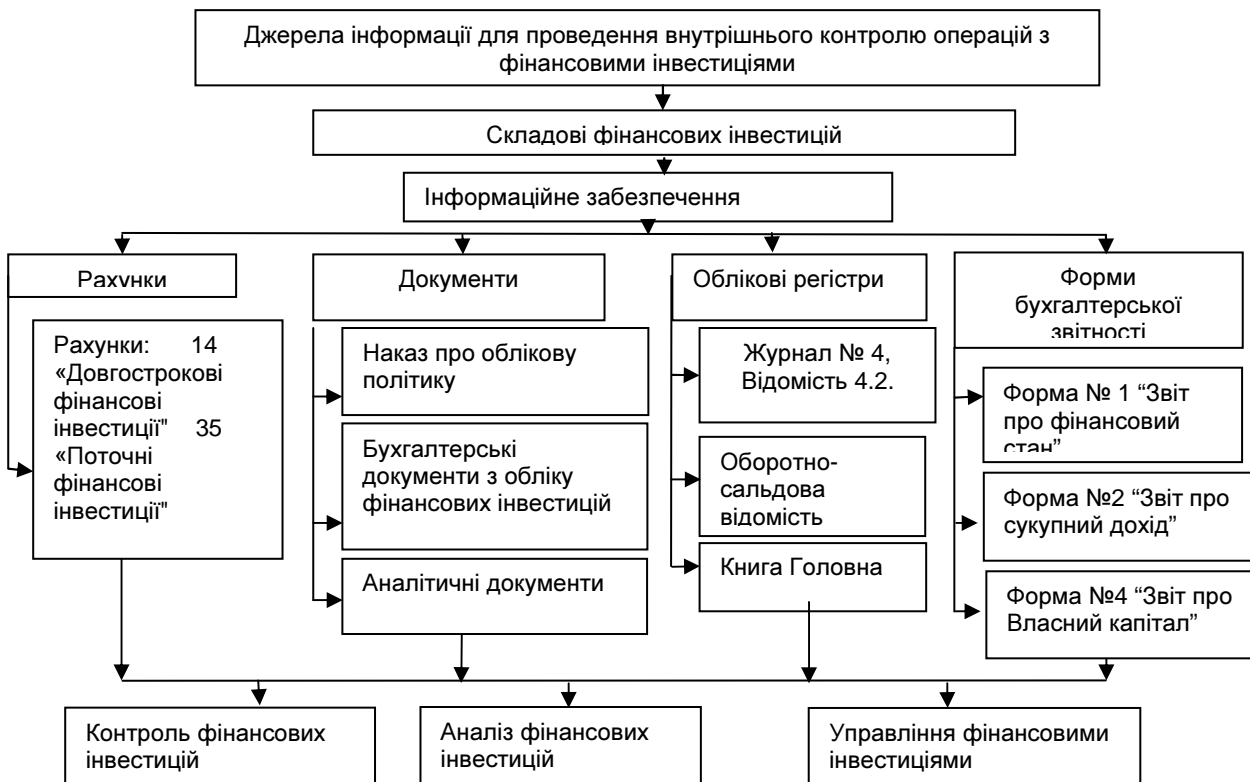 Джерела інформації для проведення внутрішнього контролю операцій з
фінансовими інвестиціями
Складові фінансових інвестицій
Інформаційне забезпечення
Рахунки
Документи
Облікові регістри
Форми
бухгалтерської
звітності
Рахунки: 14
«Довгострокові
фінансові
інвестиції" 35
«Поточні
фінансові
інвестиції"
Наказ про облікову
політику
Бухгалтерські
документи з обліку
фінансових інвестицій
Аналітичні документи
Журнал № 4,
Відомість 4.2.
Оборотно-
сальдова
відомість
Книга Головна
Форма № 1 “Звіт
про фінансовий
стан”
Форма №2 “Звіт про
сукупний дохід”
Форма №4 “Звіт про
Власний капітал”
Контроль фінансових
інвестицій
Аналіз фінансових
інвестицій
Управління фінансовими
інвестиціями